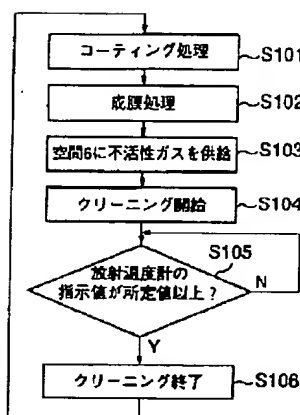 コーティング処理
S101
成膜処理
S102
空間6に不活性ガスを供給
S103
クリーニング開始
S104
S105
放射温度計の
指示値が所定値以上？
N
Y
クリーニング終了
S106